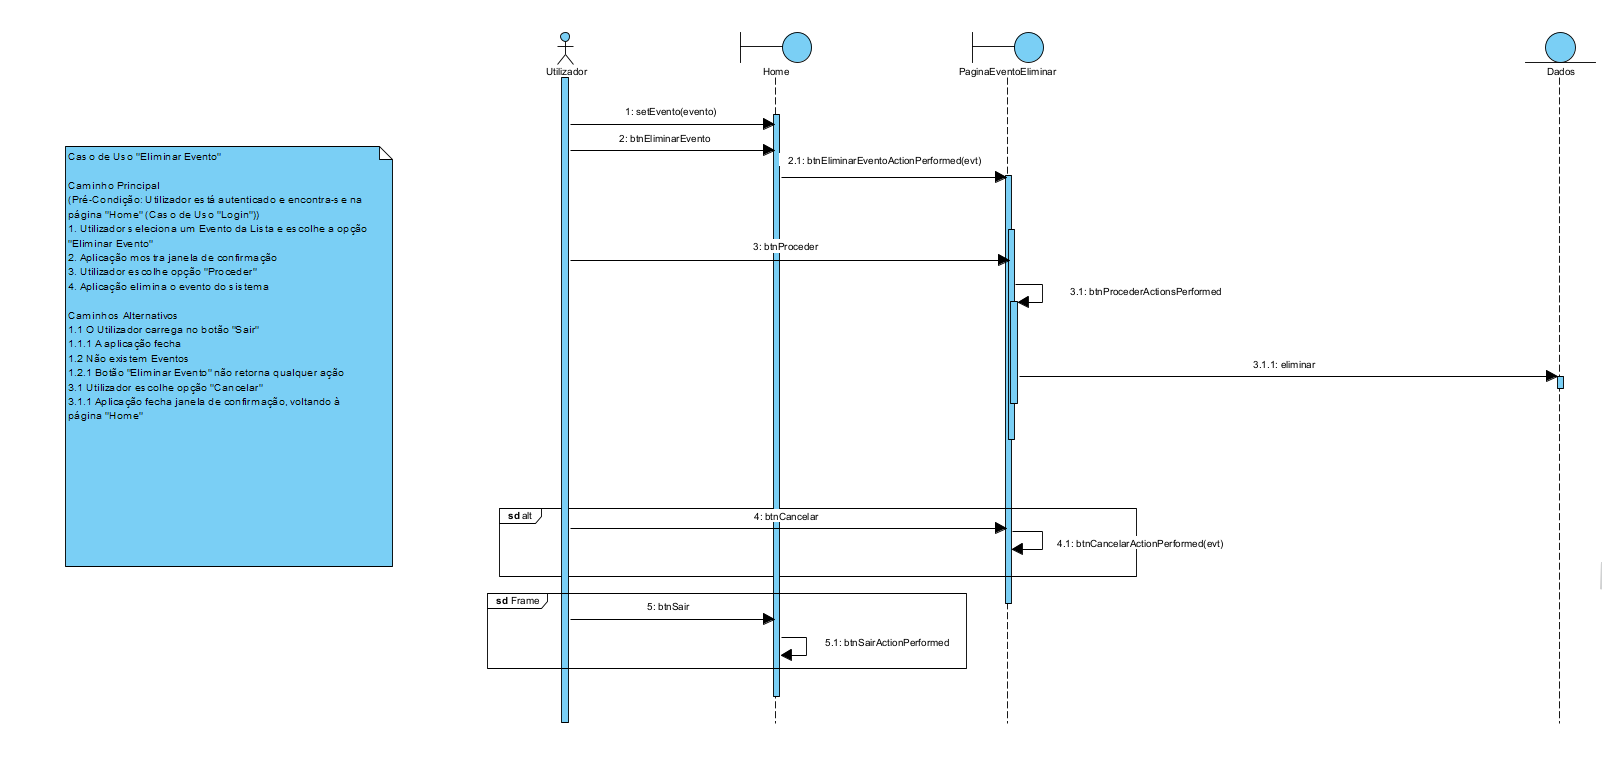 Utilizador
Home
PaginaEventoEliminar
Dados
1: setEvento(evento)
2: btnEliminarEvento
2.1: btnEliminarEventoActionPerformed(evt)
Caso de Uso "Eliminar Evento"
Caminho Principal
(Pré-Condição: Utilizador está autenticado e encontra-se na
página "Home" (Caso de Uso "Login"))
1. Utilizador seleciona um Evento da Lista e escolhe a opção
"Eliminar Evento"
2. Aplicação mostra janela de confirmação
3. Utilizador escolhe opção "Proceder"
4. Aplicação elimina o evento do sistema
Caminhos Alternativos
1.1 O Utilizador carrega no botão "Sair"
1.1.1 A aplicação fecha
1.2 Não existem Eventos
1.2.1 Botão "Eliminar Evento" não retorna qualquer ação
3.1 Utilizador escolhe opção "Cancelar"
3.1.1 Aplicação fecha janela de confirmação, voltando à
página "Home"
3: btnProceder
3.1: btnProcederActionsPerformed
3.1.1: eliminar
sd alt
4: btnCancelar
4.1: btnCancelarActionPerformed(evt)
sd Frame
5: btnSair
5.1: btnSairActionPerformed